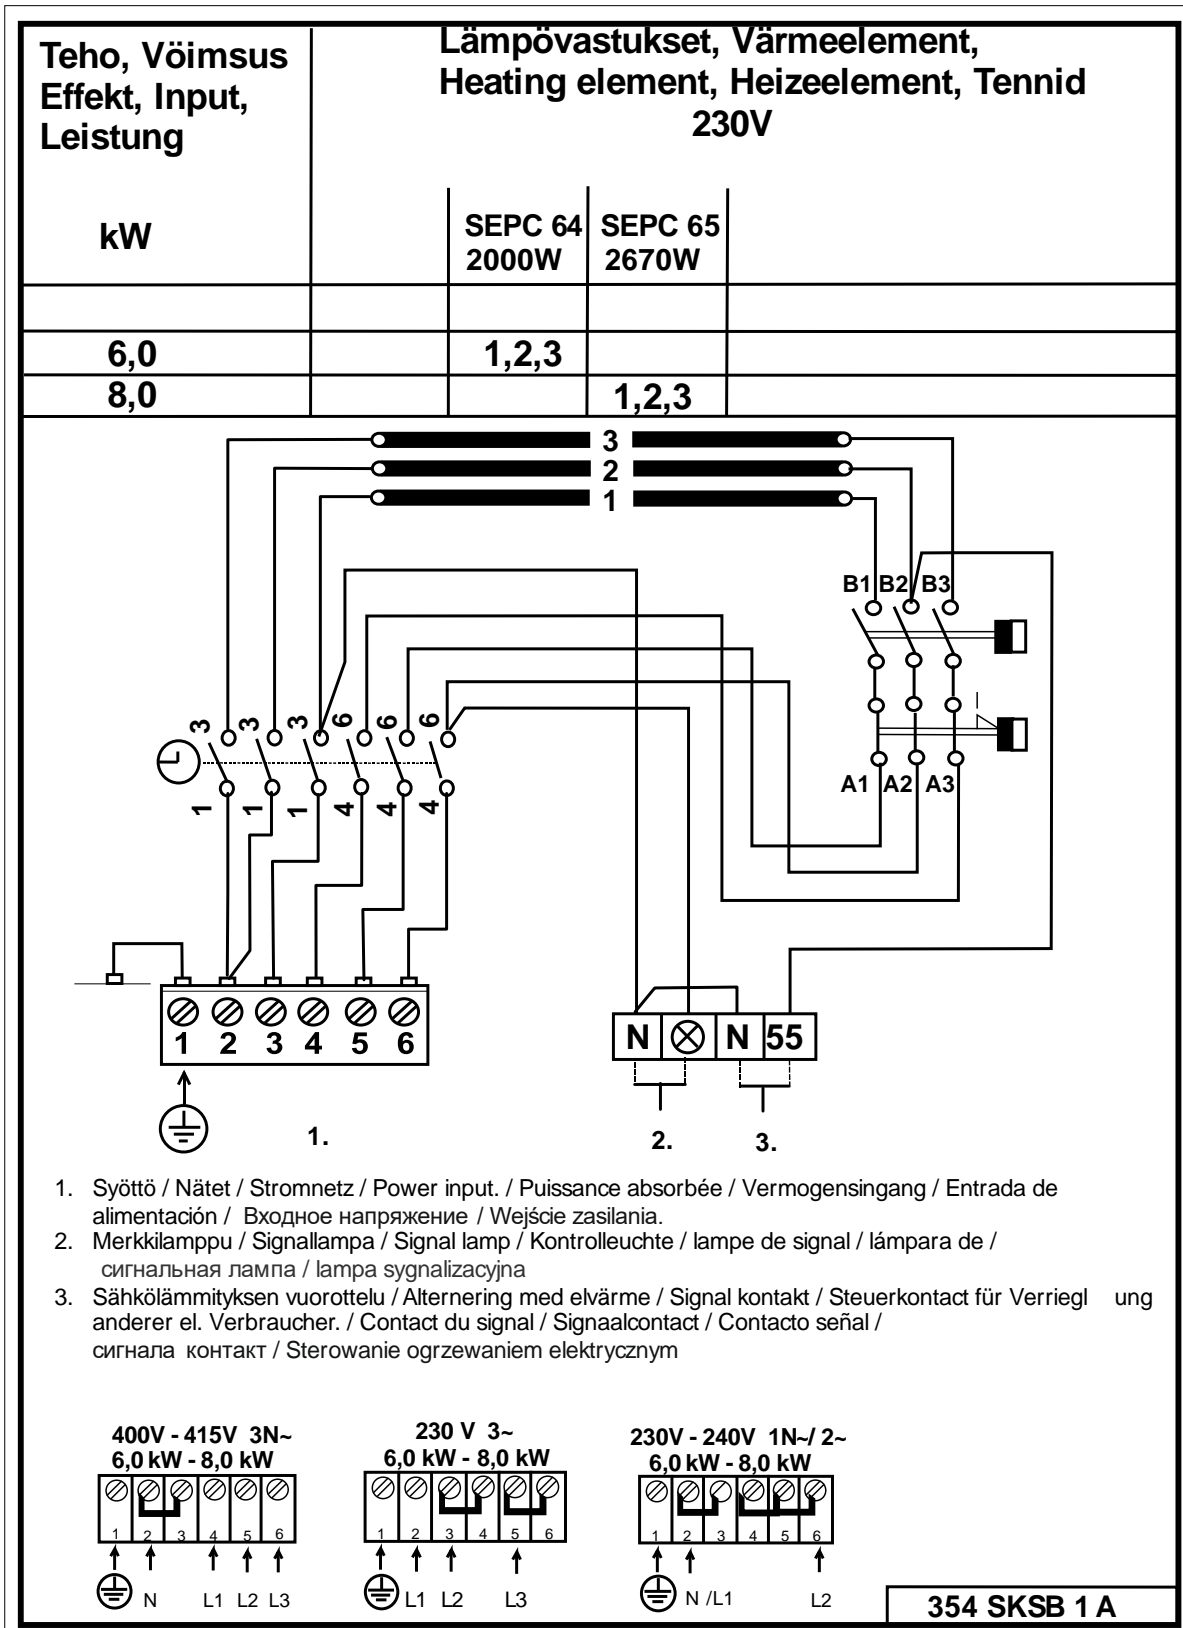 Teho, Vöimsus
Effekt, Input,
Leistung
kW
Lämpövastukset, Värmeelement,
Heating element, Heizeelement, Tennid
230V
SEPC 64
2000W
SEPC 65
2670W
6,0
1,2,3
8,0
1,2,3
3
2
1
B1 B2 B3
3 3 3 6 6 6
1 1 1 4 4 4
A1 A2 A3
1 2 3 4 5 6
N N 55
1.
2.
3.
1. Syöttö / Nätet / Stromnetz / Power input. / Puissance absorbée / Vermogensingang / Entrada de
alimentación / Входное напряжение / Wejście zasilania.
2. Merkkilamppu / Signallampa / Signal lamp / Kontrolleuchte / lampe de signal / lámpara de /
сигнальная лампа / lampa sygnalizacyjna
3. Sähkölämmityksen vuorottelu / Alternering med elvärme / Signal kontakt / Steuerkontact für Verriegl ung
anderer el. Verbraucher. / Contact du signal / Signaalcontact / Contacto señal /
сигнала контакт / Sterowanie ogrzewaniem elektrycznym
400V - 415V 3N~
6,0 kW - 8,0 kW
1 2 3 4 5 6
N L1 L2 L3
230 V 3~
6,0 kW - 8,0 kW
1 2 3 4 5 6
L1 L2 L3
230V - 240V 1N~/ 2~
6,0 kW - 8,0 kW
1 2 3 4 5 6
N /L1 L2
354 SKSB 1 A